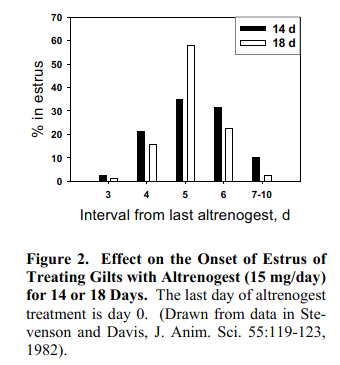 70
60
50
40
30
20
10
0
% in estrus
14 d
18 d
3 4 5 6 7-10
Interval from last altrenogest, d
Figure 2. Effect on the Onset of Estrus of
Treating Gilts with Altrenogest (15 mg/day)
for 14 or 18 Days. The last day of altrenogest
treatment is day 0. (Drawn from data in Ste-
venson and Davis, J. Anim. Sci. 55:119-123,
1982).